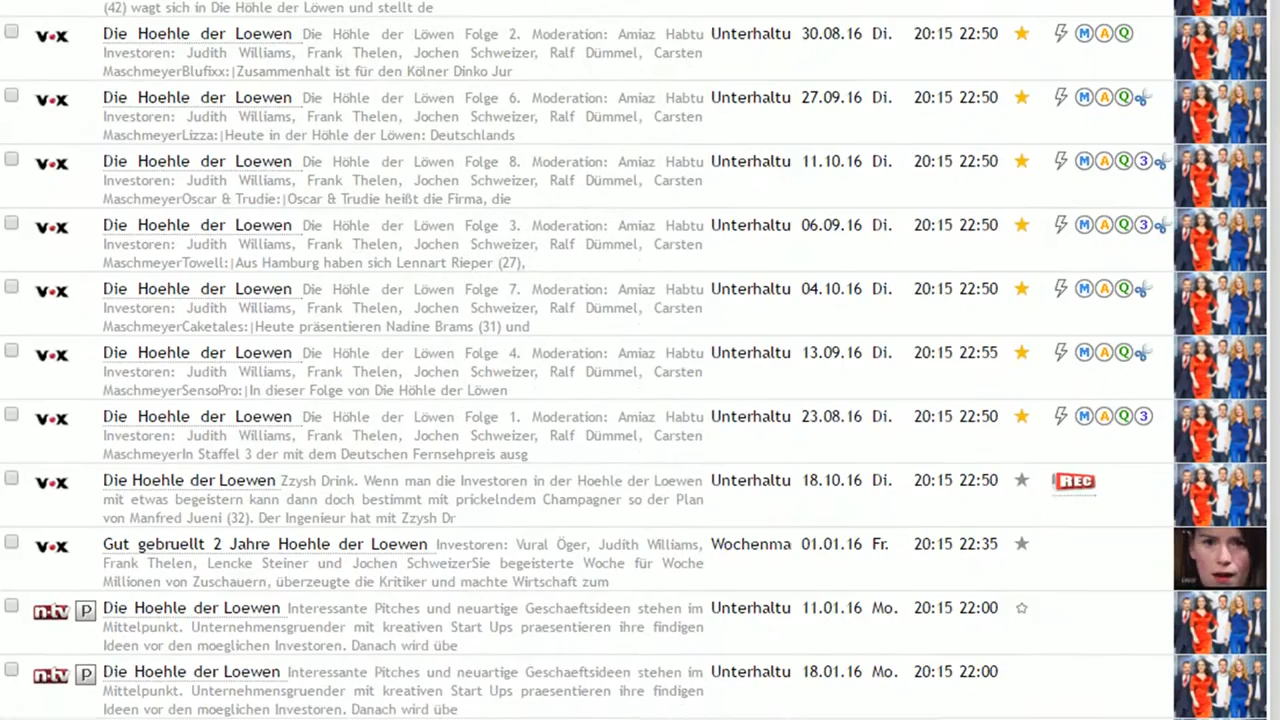 (42) wagt sich in Die Höhle der Löwen und stellt de
VOX Die Hoehle der Loewen Die Höhle der Löwen Folge 2. Moderation: Amiaz Habtu Unterhaltu 30.08.16 Di. 20:15 22:50 M A Q
Investoren: Judith Williams, Frank Thelen, Jochen Schweizer, Ralf Dümmel, Carsten
MaschmeyerBlufixx:|Zusammenhalt ist für den Kölner Dinko Jur
VOX Die Hoehle der Loewen Die Höhle der Löwen Folge 6. Moderation: Amiaz Habtu Unterhaltu 27.09.16 Di. 20:15 22:50 M A Q
Investoren: Judith Williams, Frank Thelen, Jochen Schweizer, Ralf Dümmel, Carsten
MaschmeyerLizza:|Heute in der Höhle der Löwen: Deutschlands
VOX Die Hoehle der Loewen Die Höhle der Löwen Folge 8. Moderation: Amiaz Habtu Unterhaltu 11.10.16 Di. 20:15 22:50 M A Q 3
Investoren: Judith Williams, Frank Thelen, Jochen Schweizer, Ralf Dümmel, Carsten
MaschmeyerOscar & Trudie:|Oscar & Trudie heißt die Firma, die
VOX Die Hoehle der Loewen Die Höhle der Löwen Folge 3. Moderation: Amiaz Habtu Unterhaltu 06.09.16 Di. 20:15 22:50 M A Q 3
Investoren: Judith Williams, Frank Thelen, Jochen Schweizer, Ralf Dümmel, Carsten
MaschmeyerTowell:|Aus Hamburg haben sich Lennart Rieper (27),
VOX Die Hoehle der Loewen Die Höhle der Löwen Folge 7. Moderation: Amiaz Habtu Unterhaltu 04.10.16 Di. 20:15 22:50 M A Q
Investoren: Judith Williams, Frank Thelen, Jochen Schweizer, Ralf Dümmel, Carsten
MaschmeyerCaketales:|Heute präsentieren Nadine Brams (31) und
VOX Die Hoehle der Loewen Die Höhle der Löwen Folge 4. Moderation: Amiaz Habtu Unterhaltu 13.09.16 Di. 20:15 22:55 M A Q
Investoren: Judith Williams, Frank Thelen, Jochen Schweizer, Ralf Dümmel, Carsten
MaschmeyerSensoPro:|In dieser Folge von Die Höhle der Löwen
VOX Die Hoehle der Loewen Die Höhle der Löwen Folge 1. Moderation: Amiaz Habtu Unterhaltu 23.08.16 Di. 20:15 22:50 M A Q 3
Investoren: Judith Williams, Frank Thelen, Jochen Schweizer, Ralf Dümmel, Carsten
MaschmeyerIn Staffel 3 der mit dem Deutschen Fernsehpreis ausg
VOX Die Hoehle der Loewen Zzysh Drink. Wenn man die Investoren in der Hoehle der Loewen Unterhaltu 18.10.16 Di. 20:15 22:50 REC
mit etwas begeistern kann dann doch bestimmt mit prickelndem Champagner so der Plan
von Manfred Jueni (32). Der Ingenieur hat mit Zzysh Dr
VOX Gut gebruellt 2 Jahre Hoehle der Loewen Investoren: Vural Öger, Judith Williams, Wochenma 01.01.16 Fr. 20:15 22:35
Frank Thelen, Lencke Steiner und Jochen SchweizerSie begeisterte Woche für Woche
Millionen von Zuschauern, überzeugte die Kritiker und machte Wirtschaft zum
n-tv P Die Hoehle der Loewen Interessante Pitches und neuartige Geschaeftsideen stehen im Unterhaltu 11.01.16 Mo. 20:15 22:00
Mittelpunkt. Unternehmensgruender mit kreativen Start Ups praesentieren ihre findigen
Ideen vor den moeglichen Investoren. Danach wird übe
n-tv P Die Hoehle der Loewen Interessante Pitches und neuartige Geschaeftsideen stehen im Unterhaltu 18.01.16 Mo. 20:15 22:00
Mittelpunkt. Unternehmensgruender mit kreativen Start Ups praesentieren ihre findigen
Ideen vor den moeglichen Investoren. Danach wird übe